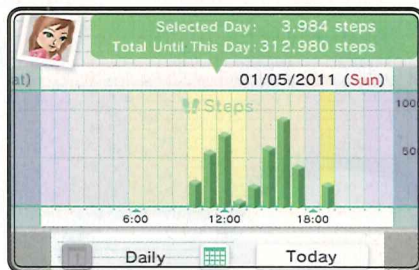 Selected Day: 3,984 steps
Total Until This Day: 312,980 steps
at)
01/05/2011 (Sun)
Steps
100
50
6:00
12:00
18:00
Daily
Today